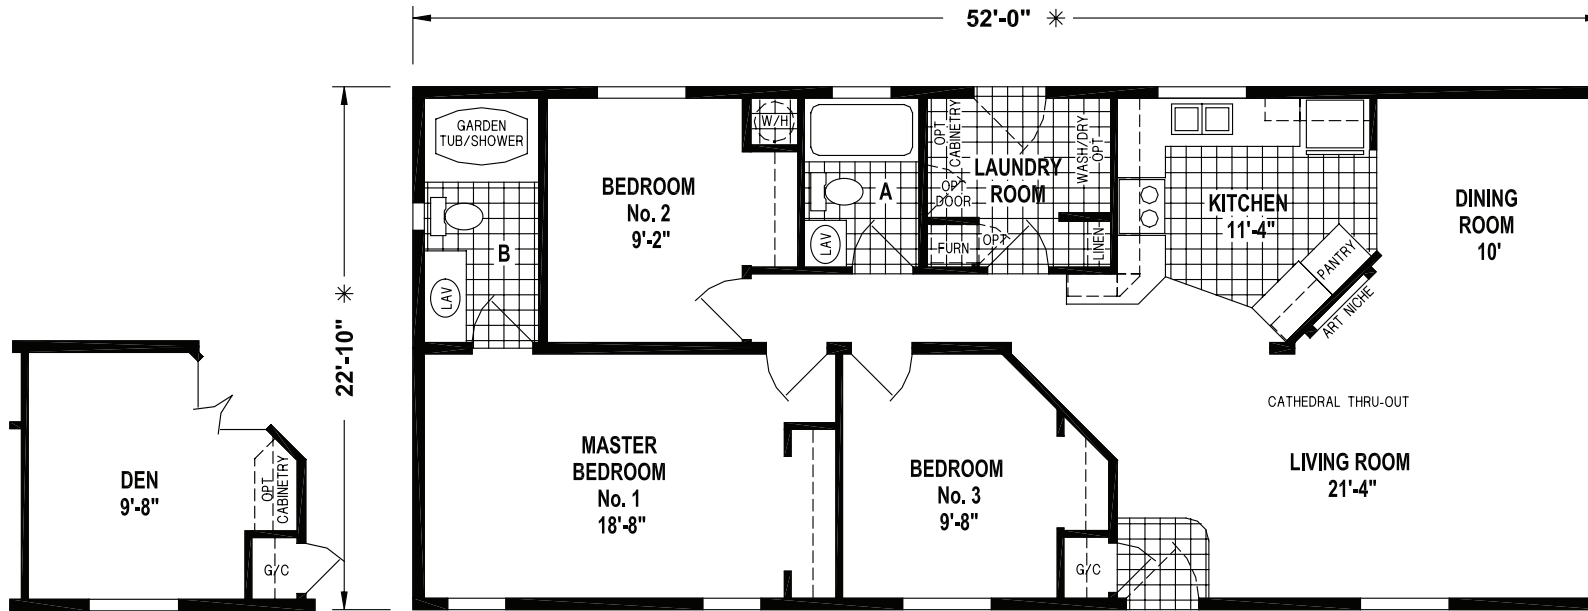 52'-0" ✳
22'-10" ✳
GARDEN
TUB/SHOWER
LAV
B
BEDROOM
No. 2
9'-2"
W/H
A
LAV
OPT
CABINETRY
LAUNDRY
ROOM
WASH/DRY
OPT
OPT
DOOR
FURN
OPT
LINEN
KITCHEN
11'-4"
PANTRY
ART NICHE
DINING
ROOM
10'
DEN
9'-8"
OPT
CABINETRY
G/C
MASTER
BEDROOM
No. 1
18'-8"
BEDROOM
No. 3
9'-8"
G/C
CATHEDRAL THRU-OUT
LIVING ROOM
21'-4"